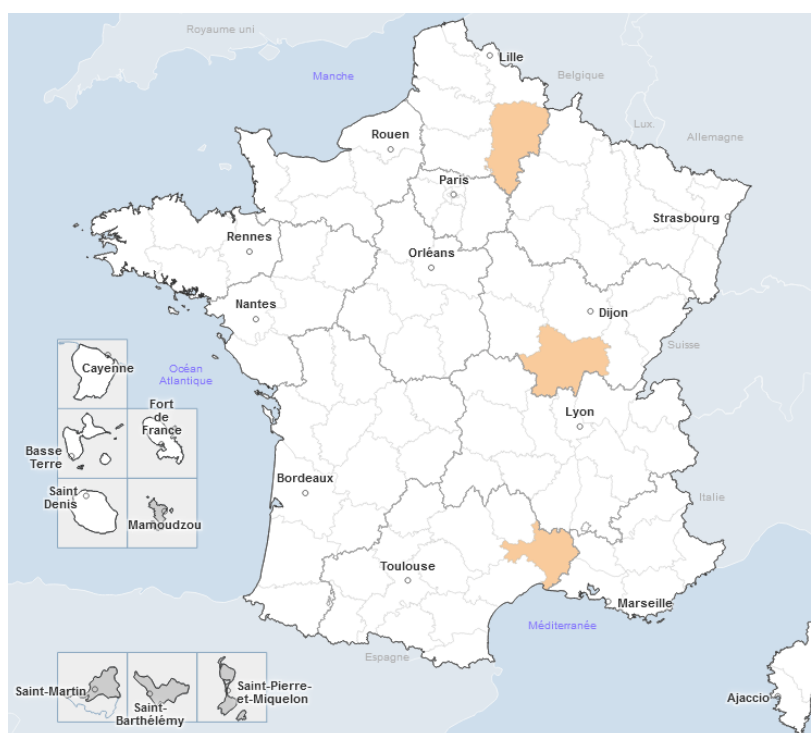 Royaume uni
Lille
Manche
Belgique
Lux.
Allemagne
Rouen
Paris
Strasbourg
Rennes
Orléans
Nantes
Dijon
Suisse
Océan
Atlantique
Cayenne
Fort
de
France
Lyon
Basse
Terre
Bordeaux
Saint
Denis
Italie
Mamoudzou
Toulouse
Marseille
Méditerranée
Espagne
Saint-Martin
Saint-
Barthélémy
Saint-Pierre-
et-Miquelon
Ajaccio